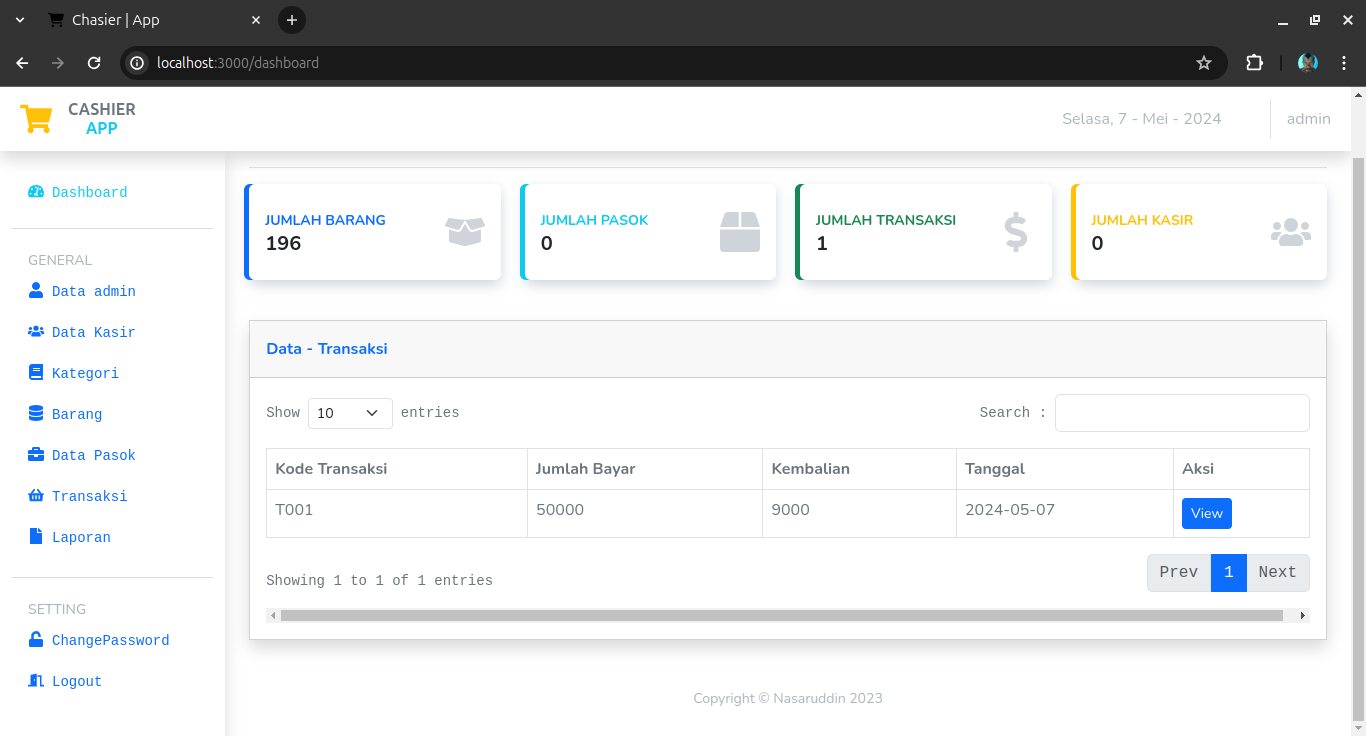 Chasier | App
localhost:3000/dashboard
CASHIER
APP
Selasa, 7 - Mei - 2024
admin
Dashboard
GENERAL
Data admin
Data Kasir
Kategori
Barang
Data Pasok
Transaksi
Laporan
SETTING
ChangePassword
Logout
JUMLAH BARANG
196
JUMLAH PASOK
0
JUMLAH TRANSAKSI
1
JUMLAH KASIR
0
Data - Transaksi
Show 10 entries
Search :
Kode Transaksi Jumlah Bayar Kembalian Tanggal Aksi
T001 50000 9000 2024-05-07 View
Showing 1 to 1 of 1 entries
Prev 1 Next
Copyright © Nasaruddin 2023